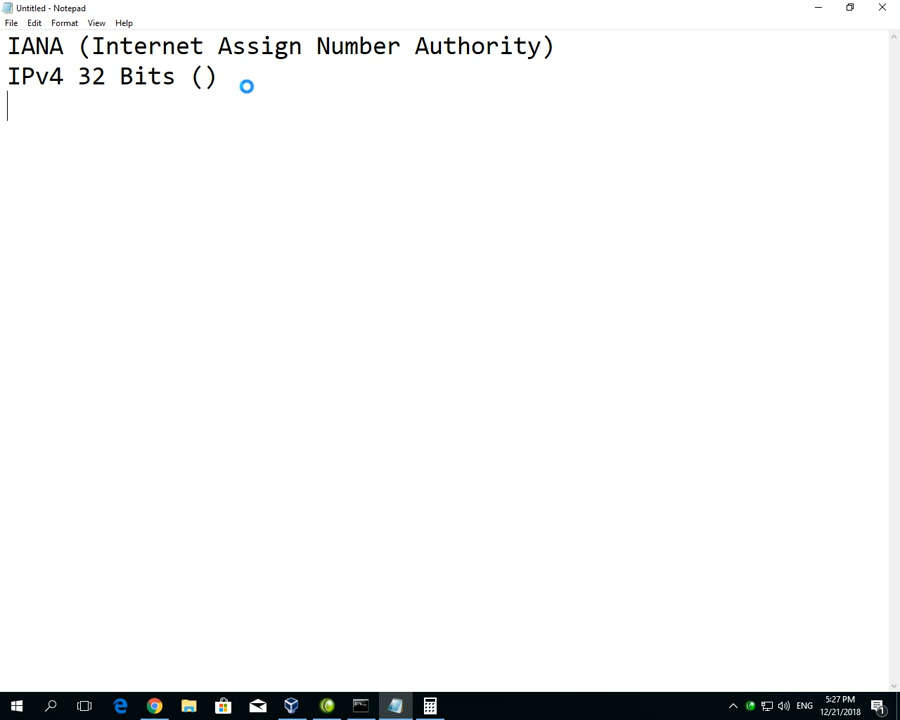 Untitled - Notepad
File Edit Format View Help
IANA (Internet Assign Number Authority)
IPv4 32 Bits ()
ENG
5:27 PM
12/21/2018
1